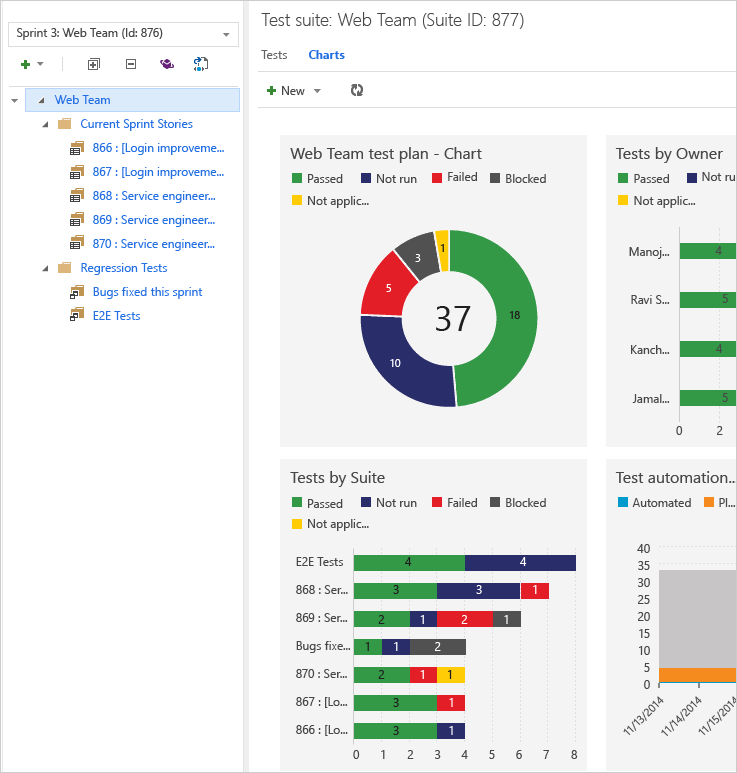 Sprint 3: Web Team (Id: 876)
Web Team
Current Sprint Stories
866 : [Login improveme...
867 : [Login improveme...
868 : Service engineer...
869 : Service engineer...
870 : Service engineer...
Regression Tests
Bugs fixed this sprint
E2E Tests
Test suite: Web Team (Suite ID: 877)
Tests Charts
New
Web Team test plan - Chart
Passed Not run Failed Blocked
Not applic...
1
3
5
18
37
10
Tests by Owner
Passed Not ru
Not applic...
Manoj... 4
Ravi S... 5
Kanch... 4
Jamal... 5
0 2
Tests by Suite
Passed Not run Failed Blocked
Not applic...
E2E Tests 4 4
868 : Ser... 3 3 1
869 : Ser... 2 1 2 1
Bugs fixe... 1 1 2
870 : Ser... 2 1 1
867 : [Lo... 3 1
866 : [Lo... 3 1
0 1 2 3 4 5 6 7 8
Test automation...
Automated Pl...
40
35
30
25
20
15
10
5
0
11/13/2014 11/14/2014 11/15/2014